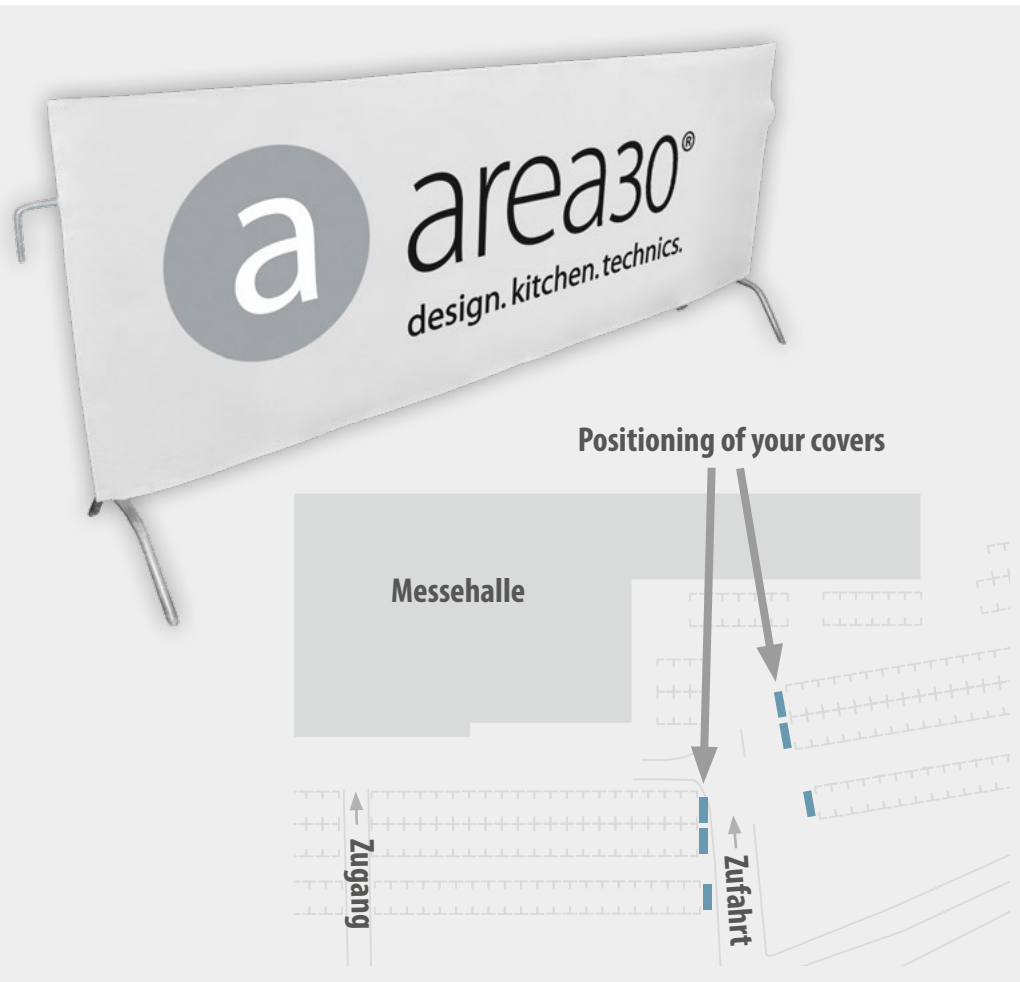 a
area30®
design. kitchen. technics.
Positioning of your covers
Messehalle
Zugang
Zufahrt